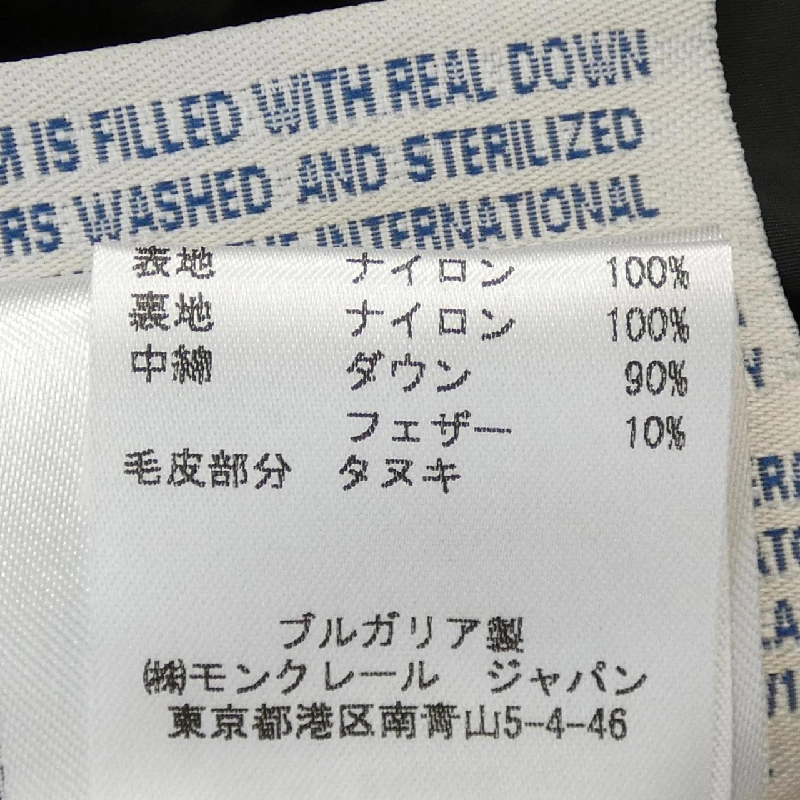 IS FILLED WITH REAL DOWN
WASHED AND STERILIZED
INTERNATIONAL
表地 ナイロン 100%
裏地 ナイロン 100%
中綿 ダウン 90%
フェザー 10%
毛皮部分 タヌキ
ブルガリア製
㈱モンクレール ジャパン
東京都港区南青山5-4-46